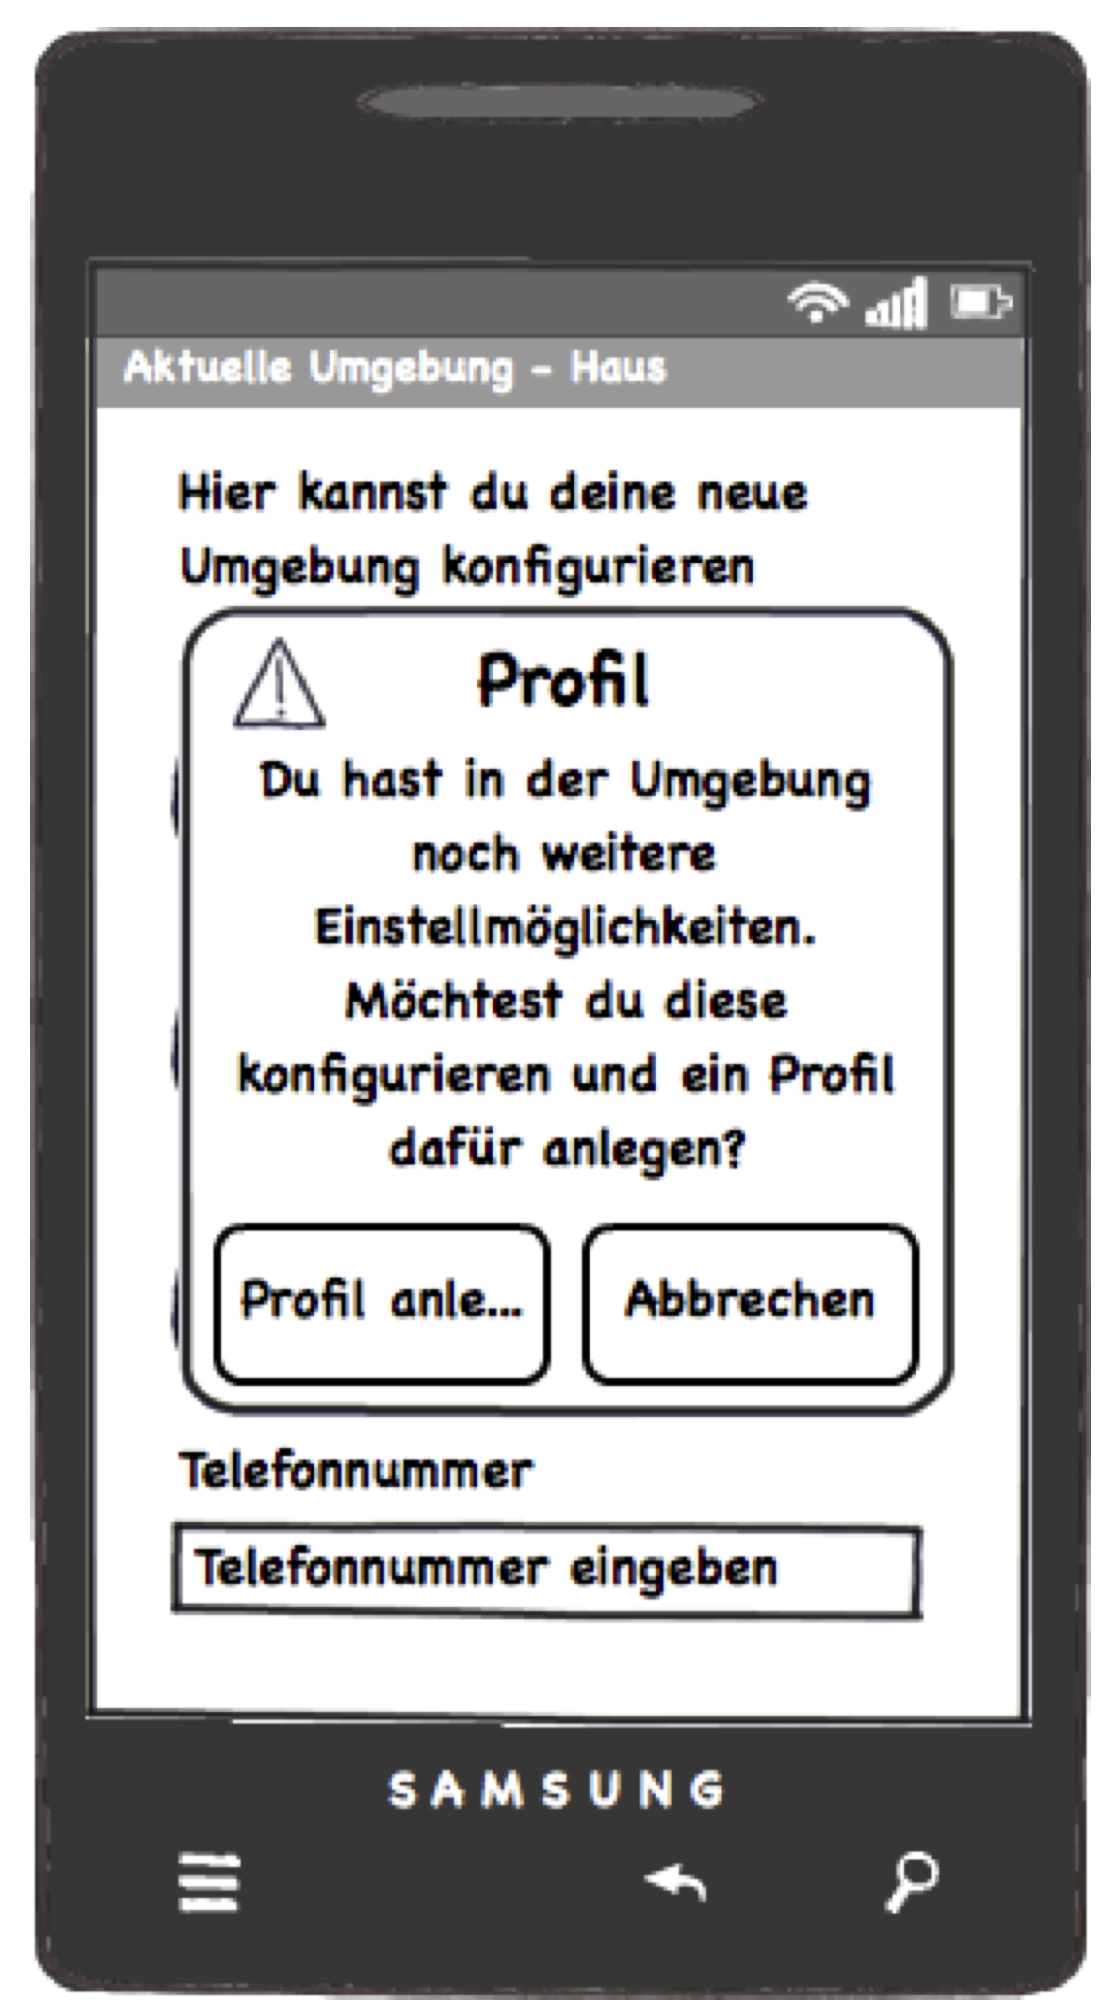 Aktuelle Umgebung - Haus
Hier kannst du deine neue
Umgebung konfigurieren
Profil
Du hast in der Umgebung
noch weitere
Einstellmöglichkeiten.
Möchtest du diese
konfigurieren und ein Profil
dafür anlegen?
Profil anle... Abbrechen
Telefonnummer
Telefonnummer eingeben
SAMSUNG